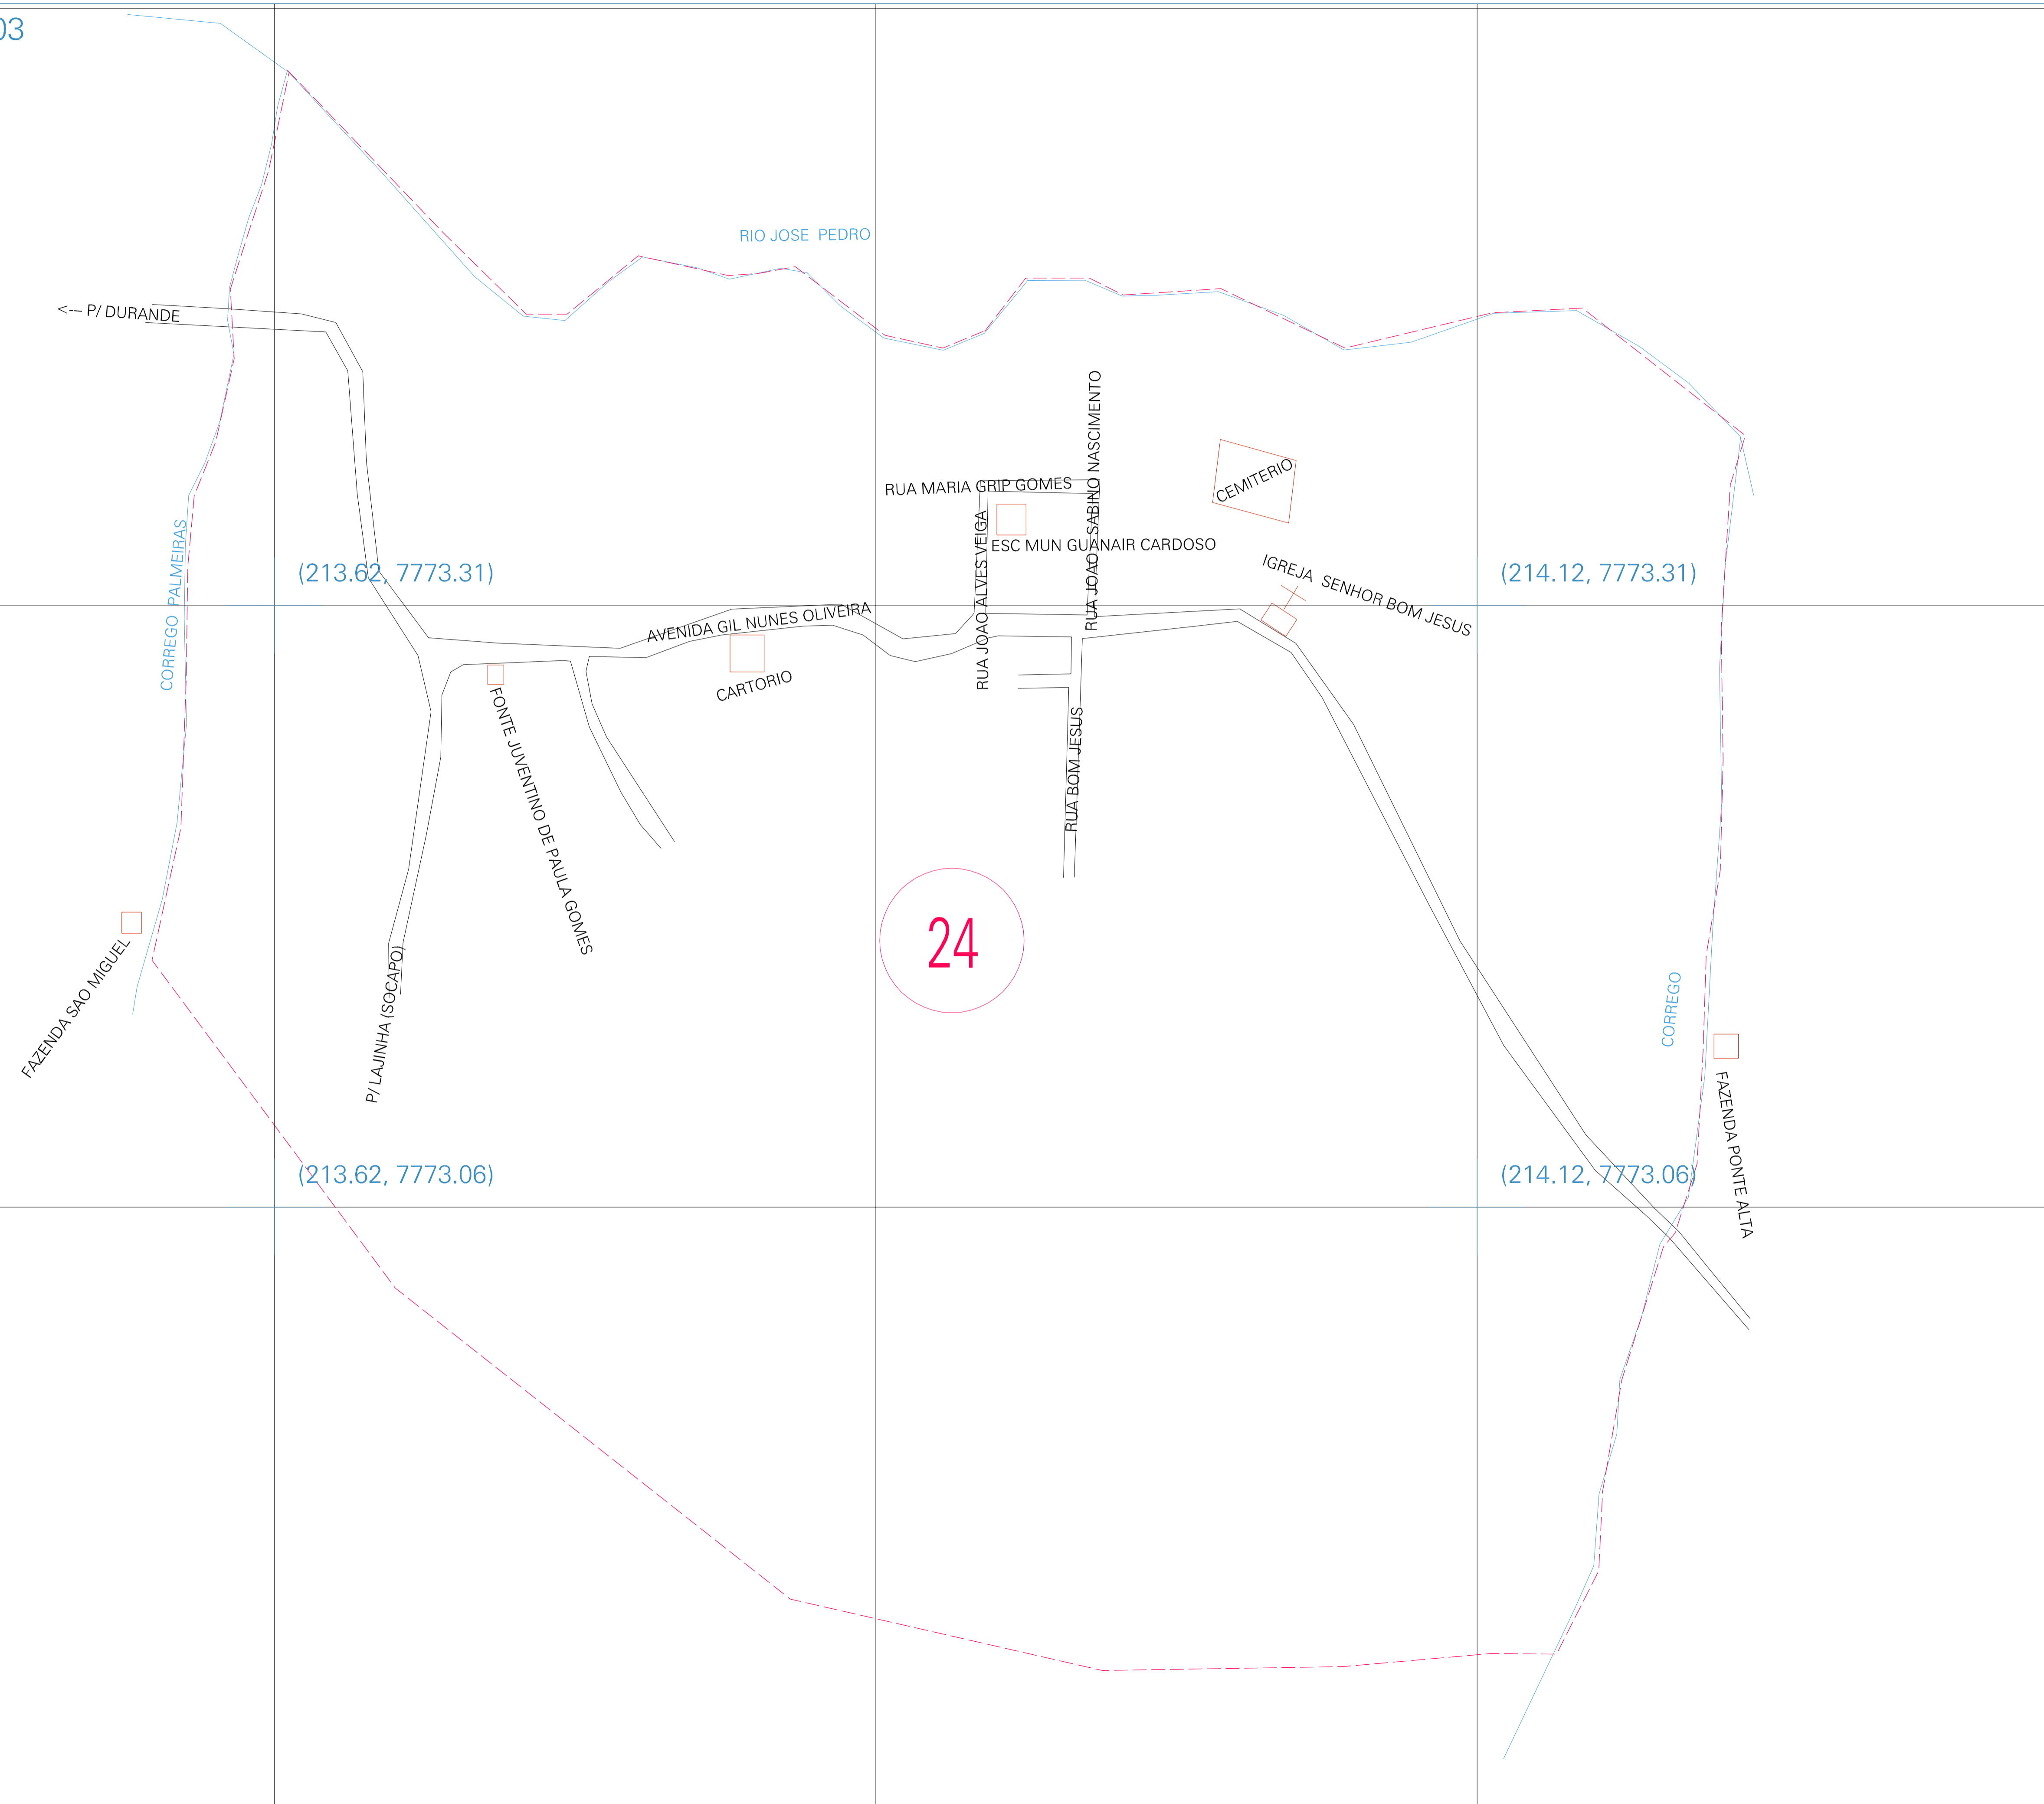 03
RIO JOSE PEDRO
<--- P/ DURANDE
RUA JOAO SABINO NASCIMENTO
RUA MARIA GRIP GOMES
CEMITERIO
ESC MUN GUANAIR CARDOSO
RUA JOAO ALVES VEIGA
CORREGO PALMEIRAS
(213.62, 7773.31)
(214.12, 7773.31)
IGREJA SENHOR BOM JESUS
AVENIDA GIL NUNES OLIVEIRA
CARTORIO
FONTE JUVENTINO DE PAULA GOMES
RUA BOM JESUS
24
FAZENDA SAO MIGUEL
P/ LAJINHA (SOCAPO)
CORREGO
FAZENDA PONTE ALTA
(213.62, 7773.06)
(214.12, 7773.06)